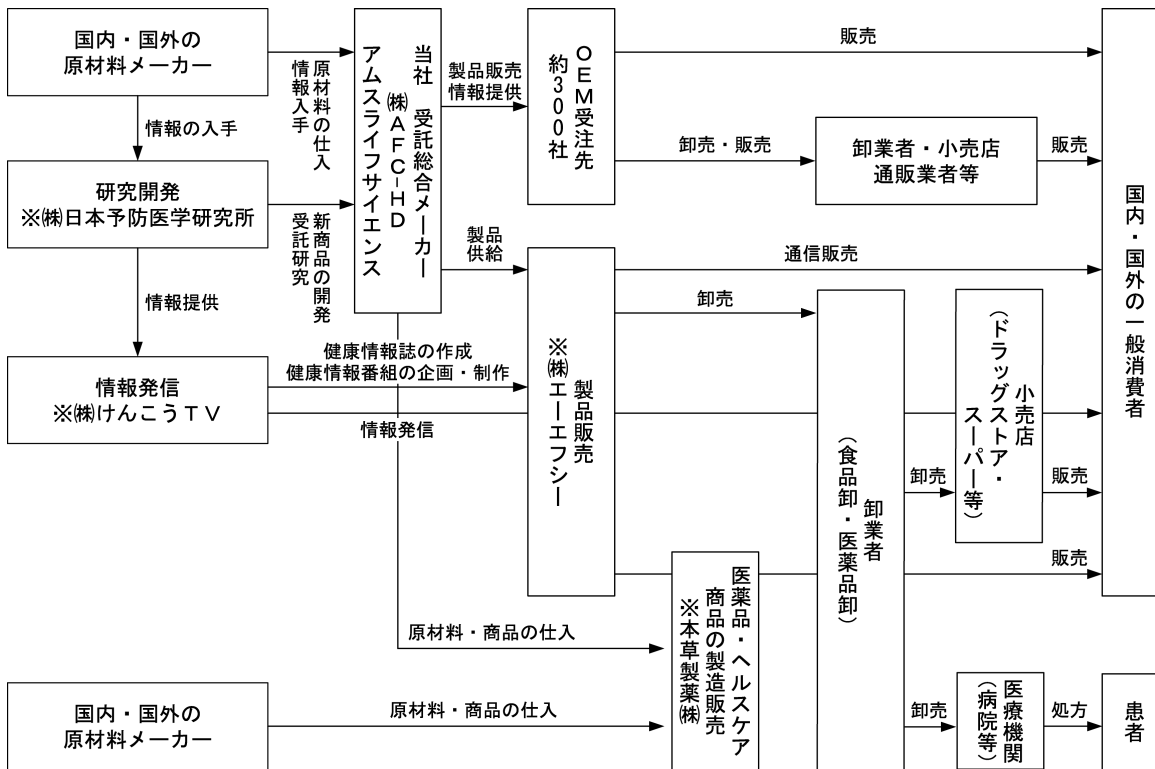 国内・国外の
原材料メーカー
原材料の仕入
情報入手
情報の入手
研究開発
※㈱日本予防医学研究所
新商品の開発
受託研究
情報提供
情報発信
※㈱けんこうＴＶ
当社　受託総合メーカー
㈱ＡＦＣ－ＨＤ
アムスライフサイエンス
製品販売
情報提供
ＯＥＭ受注先
約３００社
販売
卸売・販売
卸業者・小売店
通販業者等
販売
製品
供給
製品販売
※㈱エーエフシー
通信販売
卸売
健康情報誌の作成
健康情報番組の企画・制作
情報発信
卸業者
（食品卸・医薬品卸）
卸売
小売店
（ドラッグストア・
スーパー等）
販売
販売
国内・国外の一般消費者
原材料・商品の仕入
医薬品・ヘルスケア
商品の製造販売
※本草製薬㈱
国内・国外の
原材料メーカー
原材料・商品の仕入
卸売
医療機関
（病院等）
処方
患者